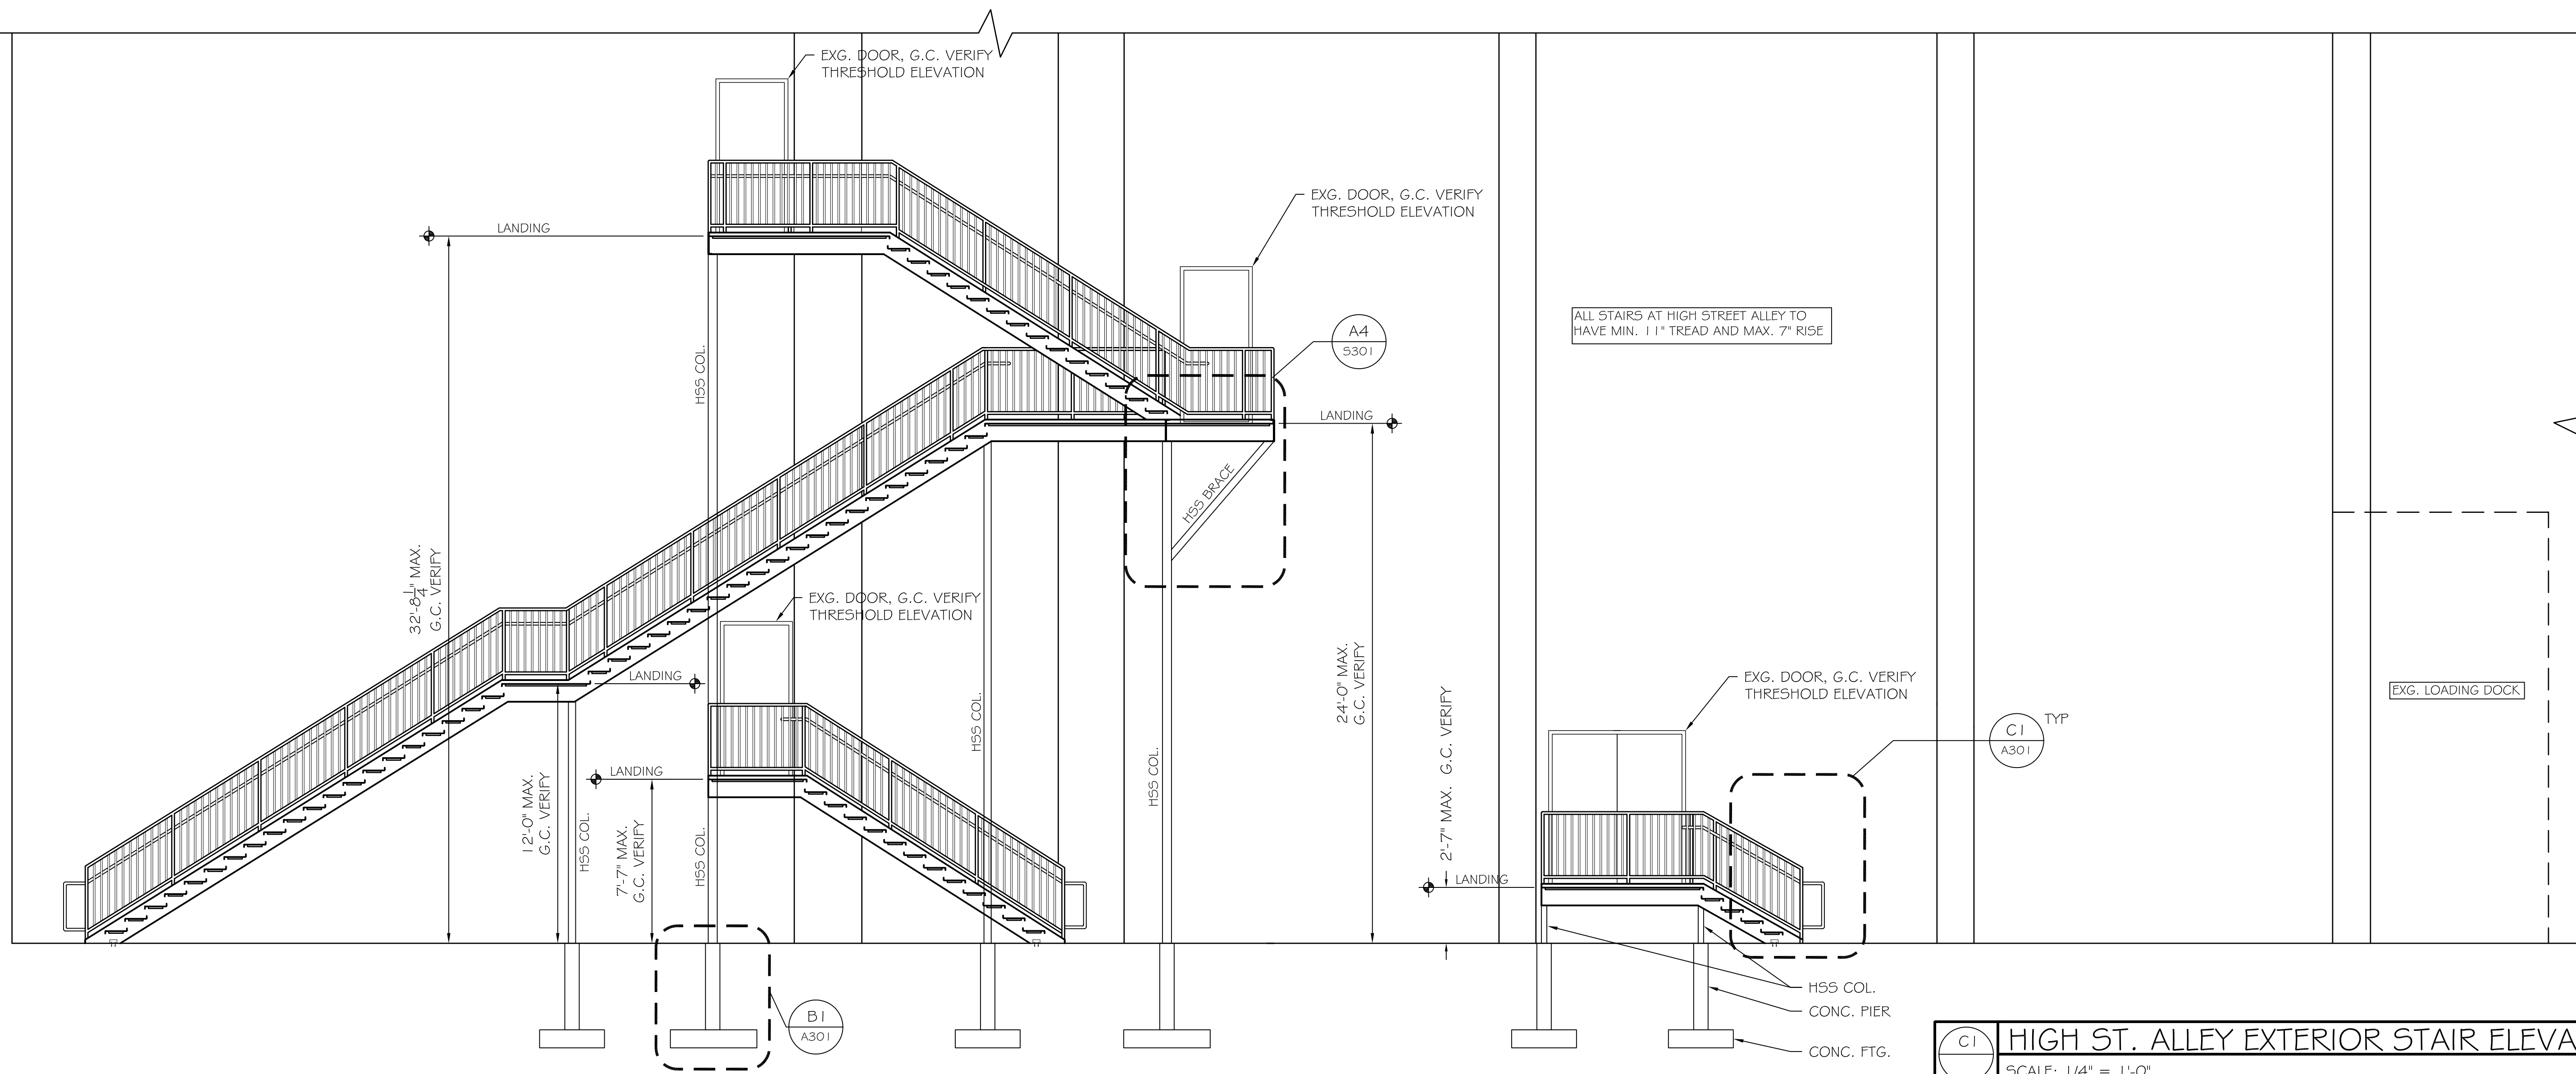 EXG. DOOR, G.C. VERIFY
THRESHOLD ELEVATION
EXG. DOOR, G.C. VERIFY
THRESHOLD ELEVATION
LANDING
ALL STAIRS AT HIGH STREET ALLEY TO
HAVE MIN. 11" TREAD AND MAX. 7" RISE
A4
S301
HSS COL.
LANDING
HSS BRACE
32'-8 1/4" MAX.
G.C. VERIFY
EXG. DOOR, G.C. VERIFY
THRESHOLD ELEVATION
LANDING
24'-0" MAX.
G.C. VERIFY
EXG. DOOR, G.C. VERIFY
THRESHOLD ELEVATION
EXG. LOADING DOCK
C1
A301
TYP
HSS COL.
HSS COL.
LANDING
12'-0" MAX.
G.C. VERIFY
HSS COL.
7'-7" MAX.
G.C. VERIFY
HSS COL.
2'-7" MAX. G.C. VERIFY
LANDING
HSS COL.
CONC. PIER
CONC. FTG.
B1
A301
C1
HIGH ST. ALLEY EXTERIOR STAIR ELEVA
SCALE: 1/4" = 1'-0"